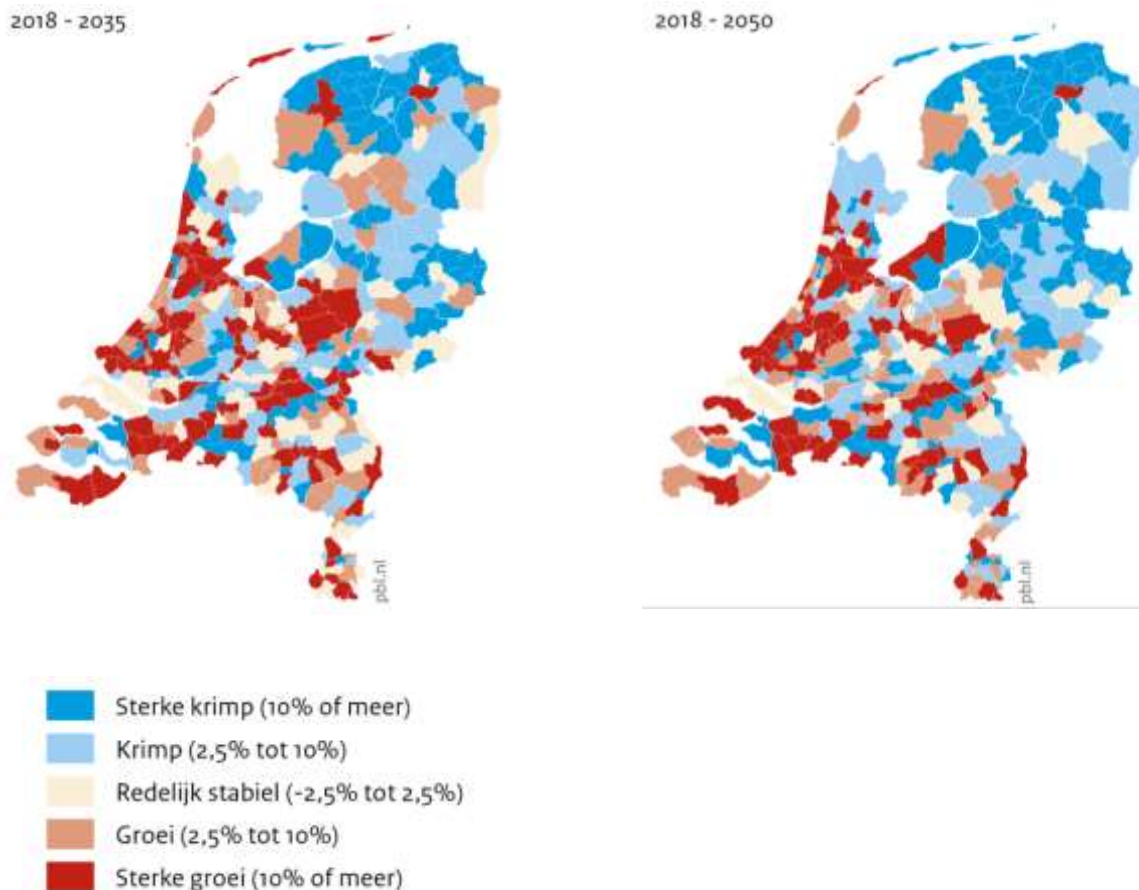 2018 - 2035
2018 - 2050
pbl.nl
pbl.nl
Sterke krimp (10% of meer)
Krimp (2,5% tot 10%)
Redelijk stabiel (-2,5% tot 2,5%)
Groei (2,5% tot 10%)
Sterke groei (10% of meer)